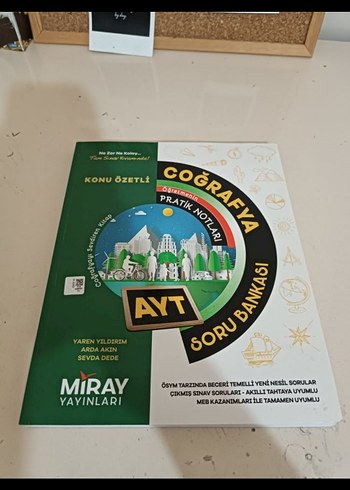 Ne Zor Ne Kolay...
Tam Sınav Kıvamında!
KONU ÖZETLİ
COĞRAFYA
Öğretmenin
PRATİK NOTLARI
Coğrafyayı Sevdiren Kitap
AYT
SORU BANKASI
YAREN YILDIRIM
ARDA AKIN
SEVDA DEDE
MİRAY
YAYINLARI
ÖSYM TARZINDA BECERİ TEMELLİ YENİ NESİL SORULAR
ÇIKMIŞ SINAV SORULARI - AKILLI TAHTAYA UYUMLU
MEB KAZANIMLARI İLE TAMAMEN UYUMLU